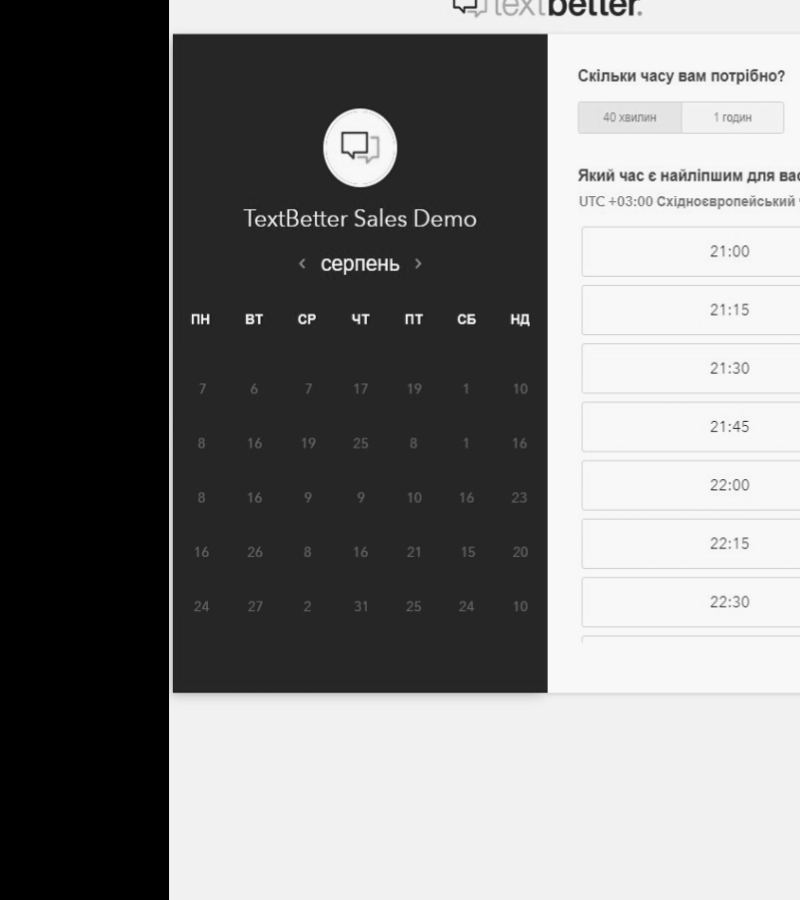 textbetter.
TextBetter Sales Demo
серпень
ПН ВТ СР ЧТ ПТ СБ НД
7 6 7 17 19 1 10
8 16 19 25 8 1 16
8 16 9 9 10 16 23
16 26 8 16 21 15 20
24 27 2 31 25 24 10
Скільки часу вам потрібно?
40 хвилин 1 годин
Який час є найліпшим для вас
UTC +03:00 Східноєвропейський
21:00
21:15
21:30
21:45
22:00
22:15
22:30